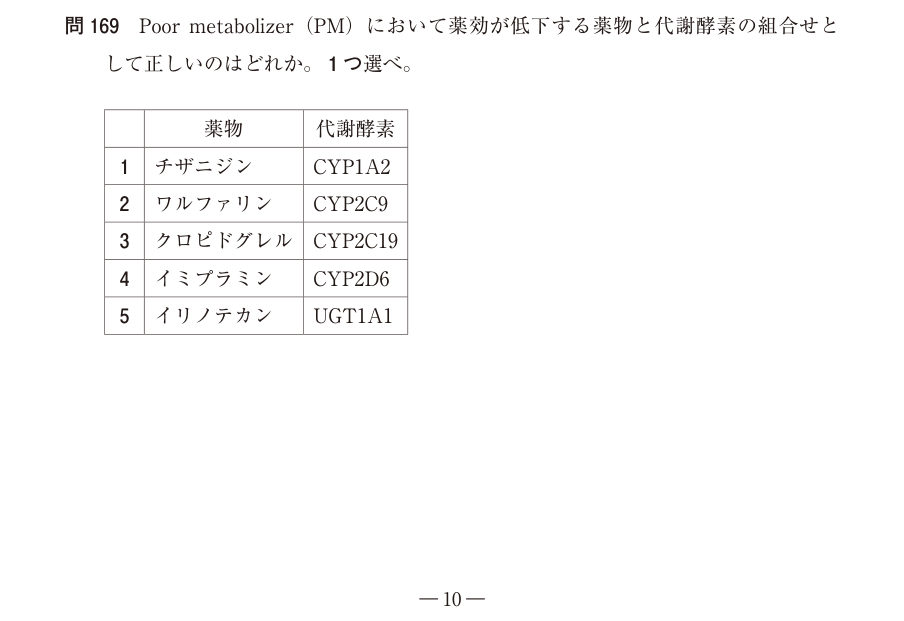 問 169 Poor metabolizer（PM）において薬効が低下する薬物と代謝酵素の組合せと
して正しいのはどれか。1つ選べ。
薬物 代謝酵素
1 チザニジン CYP1A2
2 ワルファリン CYP2C9
3 クロピドグレル CYP2C19
4 イミプラミン CYP2D6
5 イリノテカン UGT1A1
— 10 —